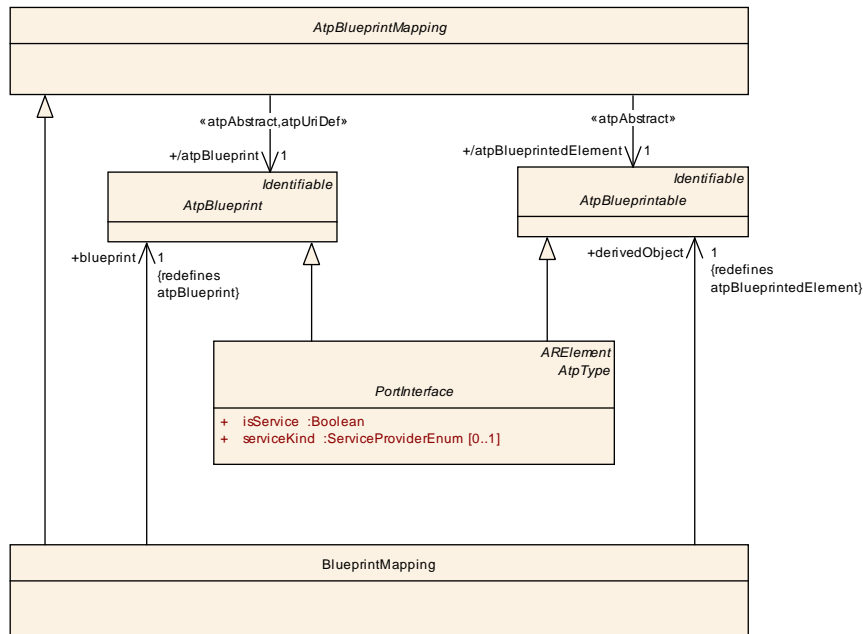 AtpBlueprintMapping
«atpAbstract,atpUriDef»
«atpAbstract»
+/atpBlueprint 1
+/atpBlueprintedElement 1
Identifiable
AtpBlueprint
Identifiable
AtpBlueprintable
+blueprint 1
{redefines
atpBlueprint}
+derivedObject 1
{redefines
atpBlueprintedElement}
ARElement
AtpType
PortInterface
+ isService :Boolean
+ serviceKind :ServiceProviderEnum [0..1]
BlueprintMapping